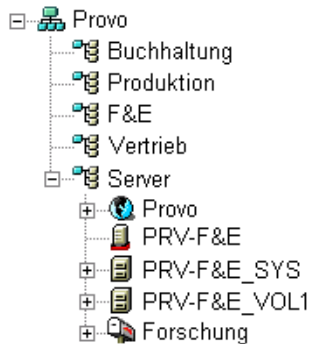 Provo
Buchhaltung
Produktion
F&E
Vertrieb
Server
Provo
PRV-F&E
PRV-F&E_SYS
PRV-F&E_VOL1
Forschung